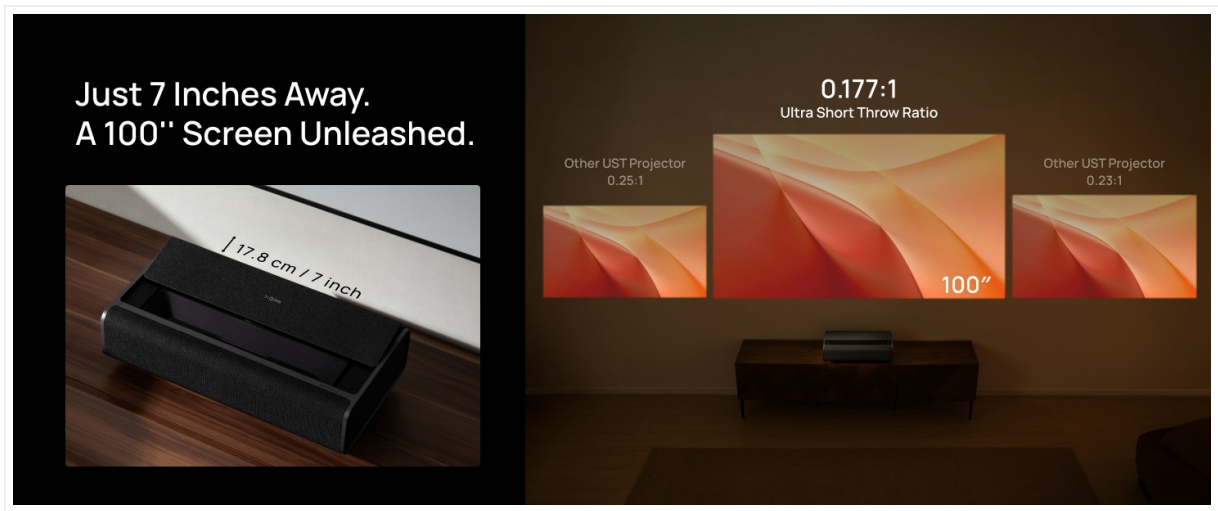 Just 7 Inches Away.
A 100'' Screen Unleashed.
17.8 cm / 7 inch
XGIMI
0.177:1
Ultra Short Throw Ratio
Other UST Projector
0.25:1
Other UST Projector
0.23:1
100″